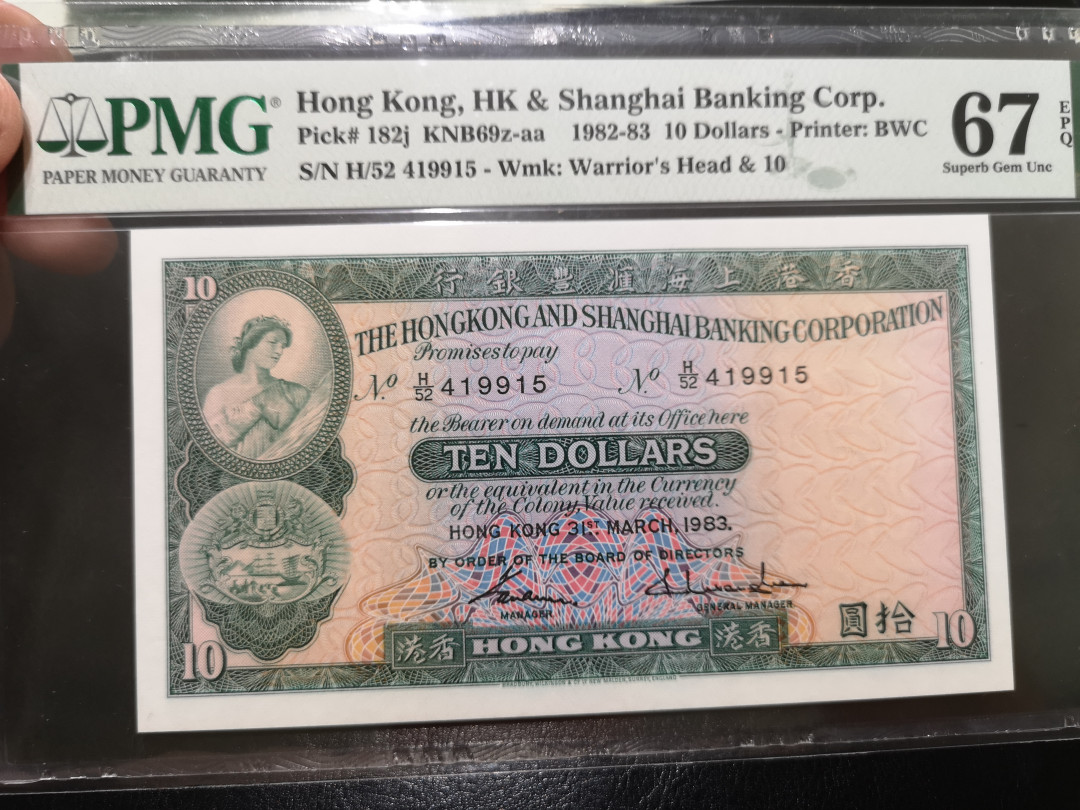 PMG®
PAPER MONEY GUARANTY
Hong Kong, HK & Shanghai Banking Corp.
Pick# 182j KNB69z-aa 1982-83 10 Dollars - Printer: BWC
S/N H/52 419915 - Wmk: Warrior's Head & 10
67
EPQ
Superb Gem Unc
10
行銀豐滙海上港香
THE HONGKONG AND SHANGHAI BANKING CORPORATION
Promises to pay
No. H/52 419915 No. H/52 419915
the Bearer on demand at its Office here
TEN DOLLARS
or the equivalent in the Currency
of the Colony, Value received.
HONG KONG 31ST MARCH, 1983.
BY ORDER OF THE BOARD OF DIRECTORS
MANAGER
GENERAL MANAGER
圓拾
10 港香 HONG KONG 港香 10